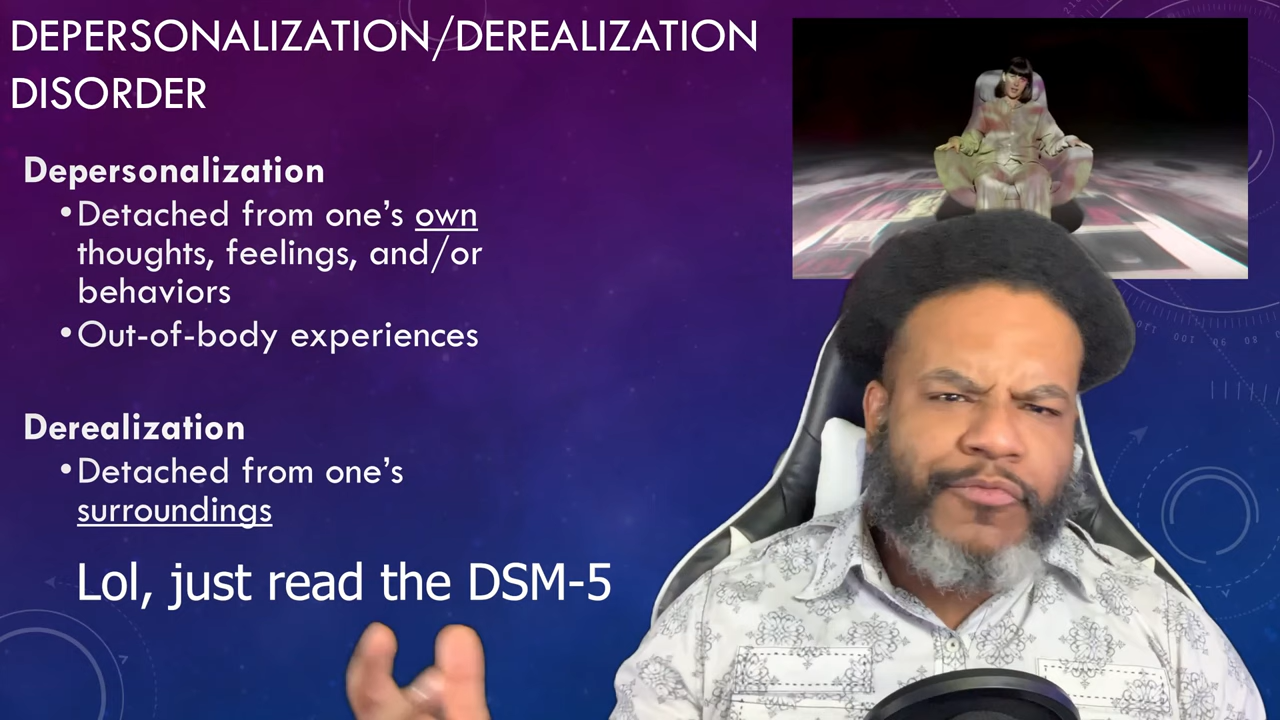 DEPERSONALIZATION/DEREALIZATION
DISORDER
Depersonalization
•Detached from one's own
thoughts, feelings, and/or
behaviors
•Out-of-body experiences
Derealization
•Detached from one's
surroundings
Lol, just read the DSM-5